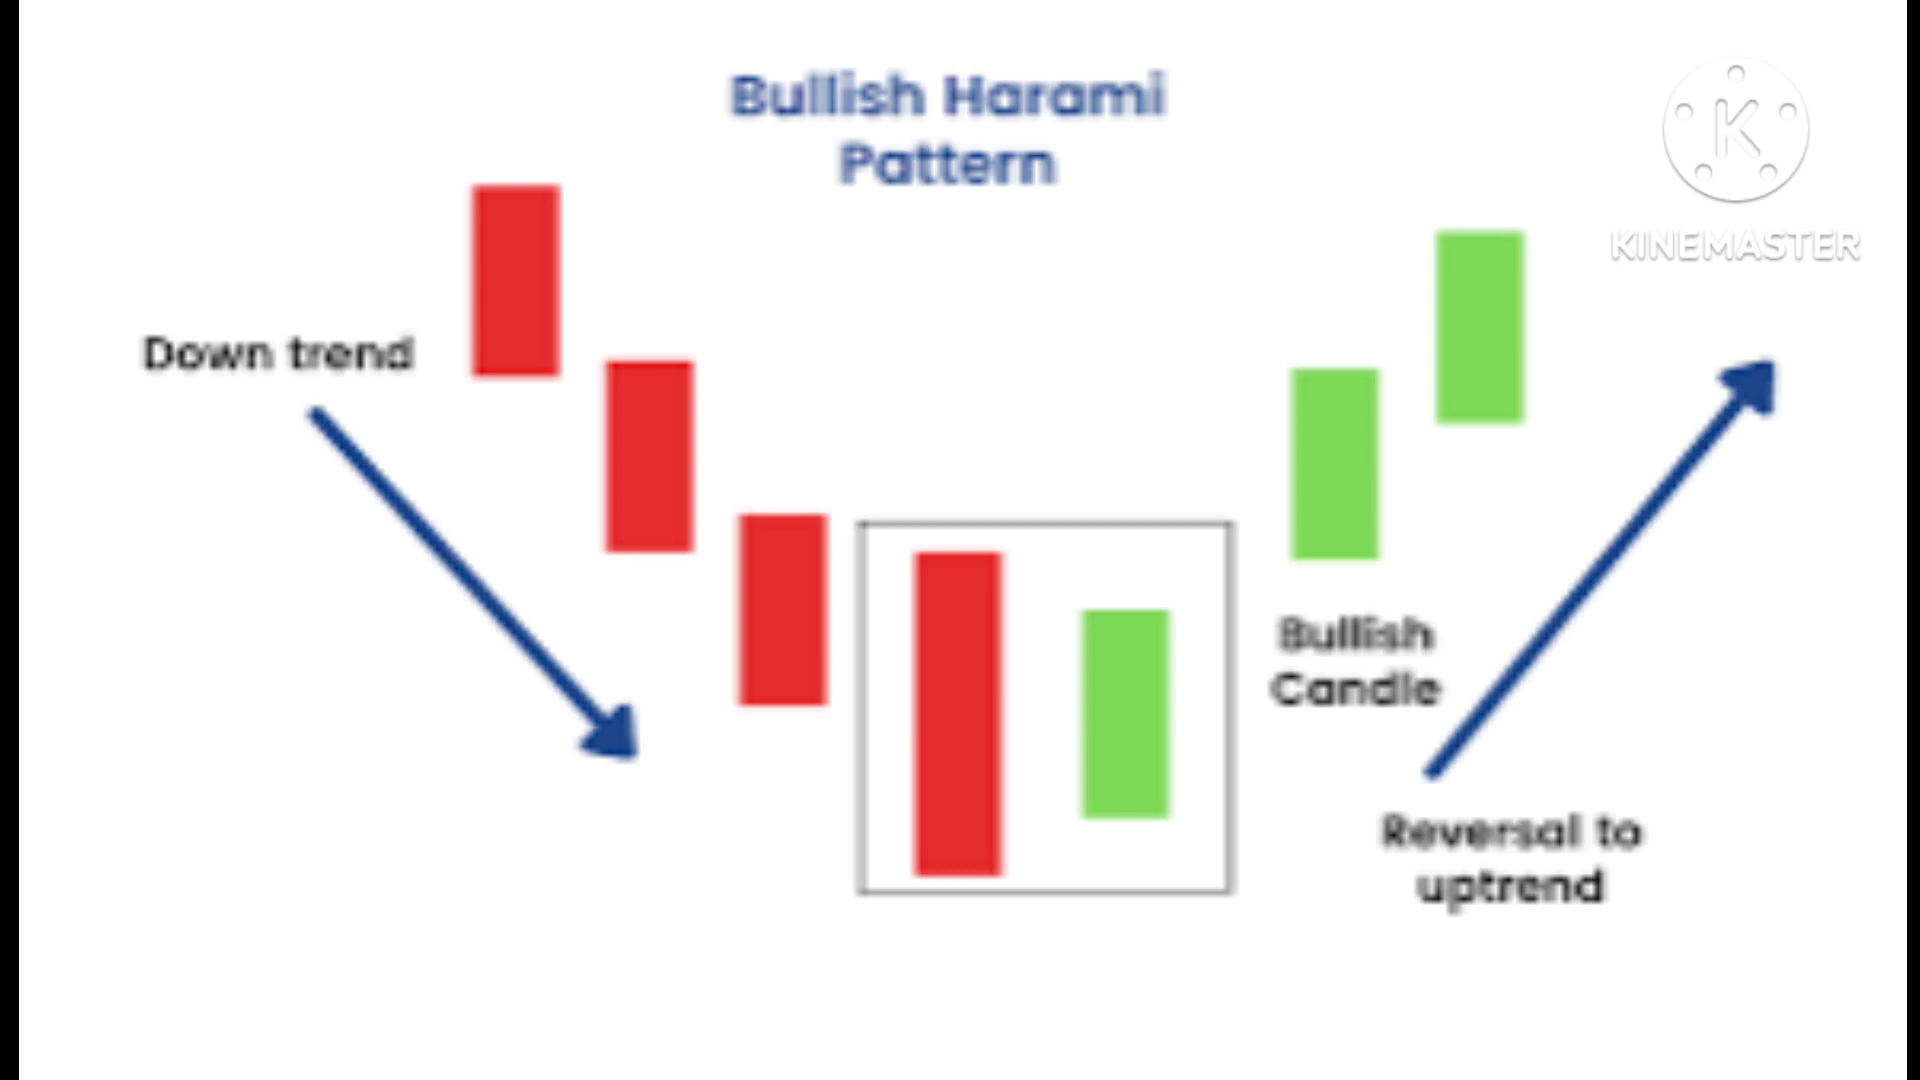 Bullish Harami
Pattern
K
KINEMASTER
Down trend
Bullish
Candle
Reversal to
uptrend